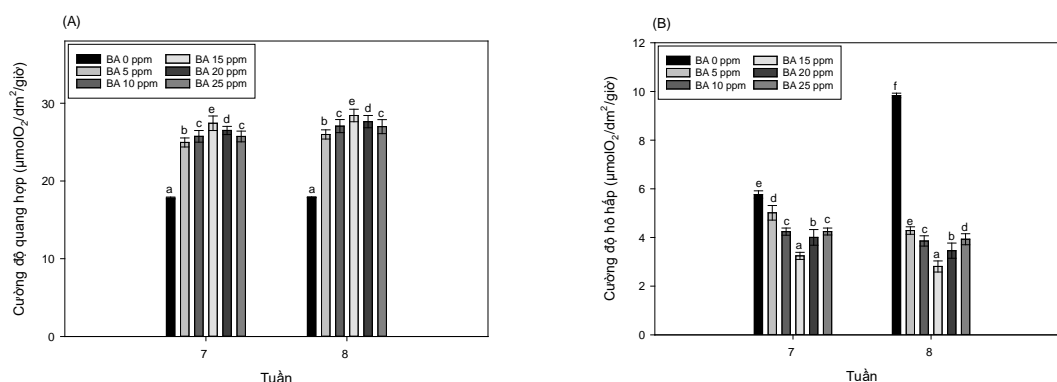 (A)
Cường độ quang hợp (µmolO2/dm²/giờ)
BA 0 ppm BA 15 ppm
BA 5 ppm BA 20 ppm
BA 10 ppm BA 25 ppm
30
20
10
0
a b c e d c
a b c e d c
7 8
Tuần
(B)
Cường độ hô hấp (µmolO2/dm²/giờ)
12
10
8
6
4
2
0
BA 0 ppm BA 15 ppm
BA 5 ppm BA 20 ppm
BA 10 ppm BA 25 ppm
e d c a b c
f e c a b d
7 8
Tuần